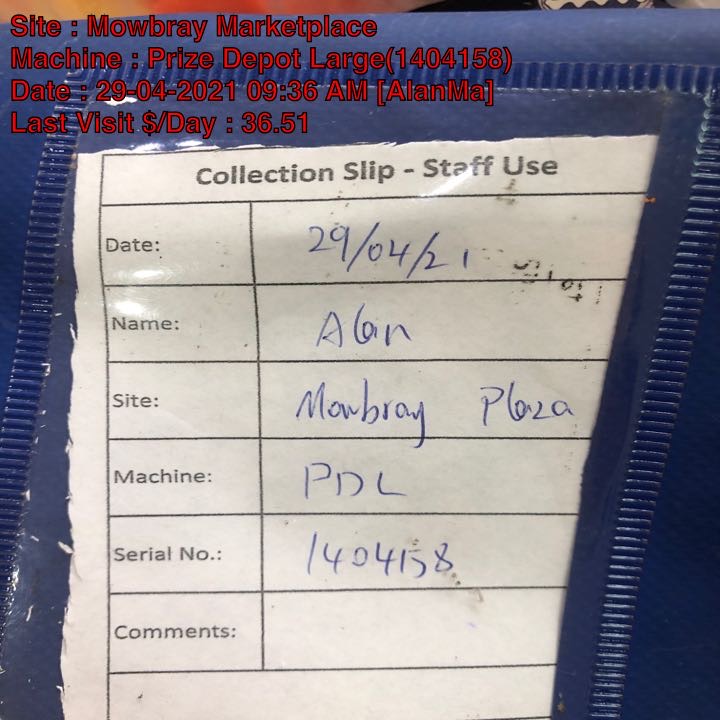 Site : Mowbray Marketplace
Machine : Prize Depot Large(1404158)
Date : 29-04-2021 09:36 AM [AlanMa]
Last Visit $/Day : 36.51
Collection Slip - Staff Use
Date: 29/04/21
Name: Alan
Site: Mowbray Plaza
Machine: PDL
Serial No.: 1404158
Comments: